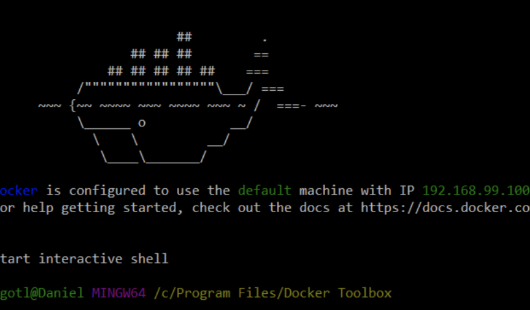 ##         .
## ## ##        ==
## ## ## ## ##    ===
/"""""""""""""""""\___/ ===
~~~ {~~ ~~~~ ~~~ ~~~~ ~~~ ~ /  ===- ~~~
\______ o           __/
\    \         __/
\____\_______/
ocker is configured to use the default machine with IP 192.168.99.100
or help getting started, check out the docs at https://docs.docker.co
tart interactive shell
gotl@Daniel MINGW64 /c/Program Files/Docker Toolbox